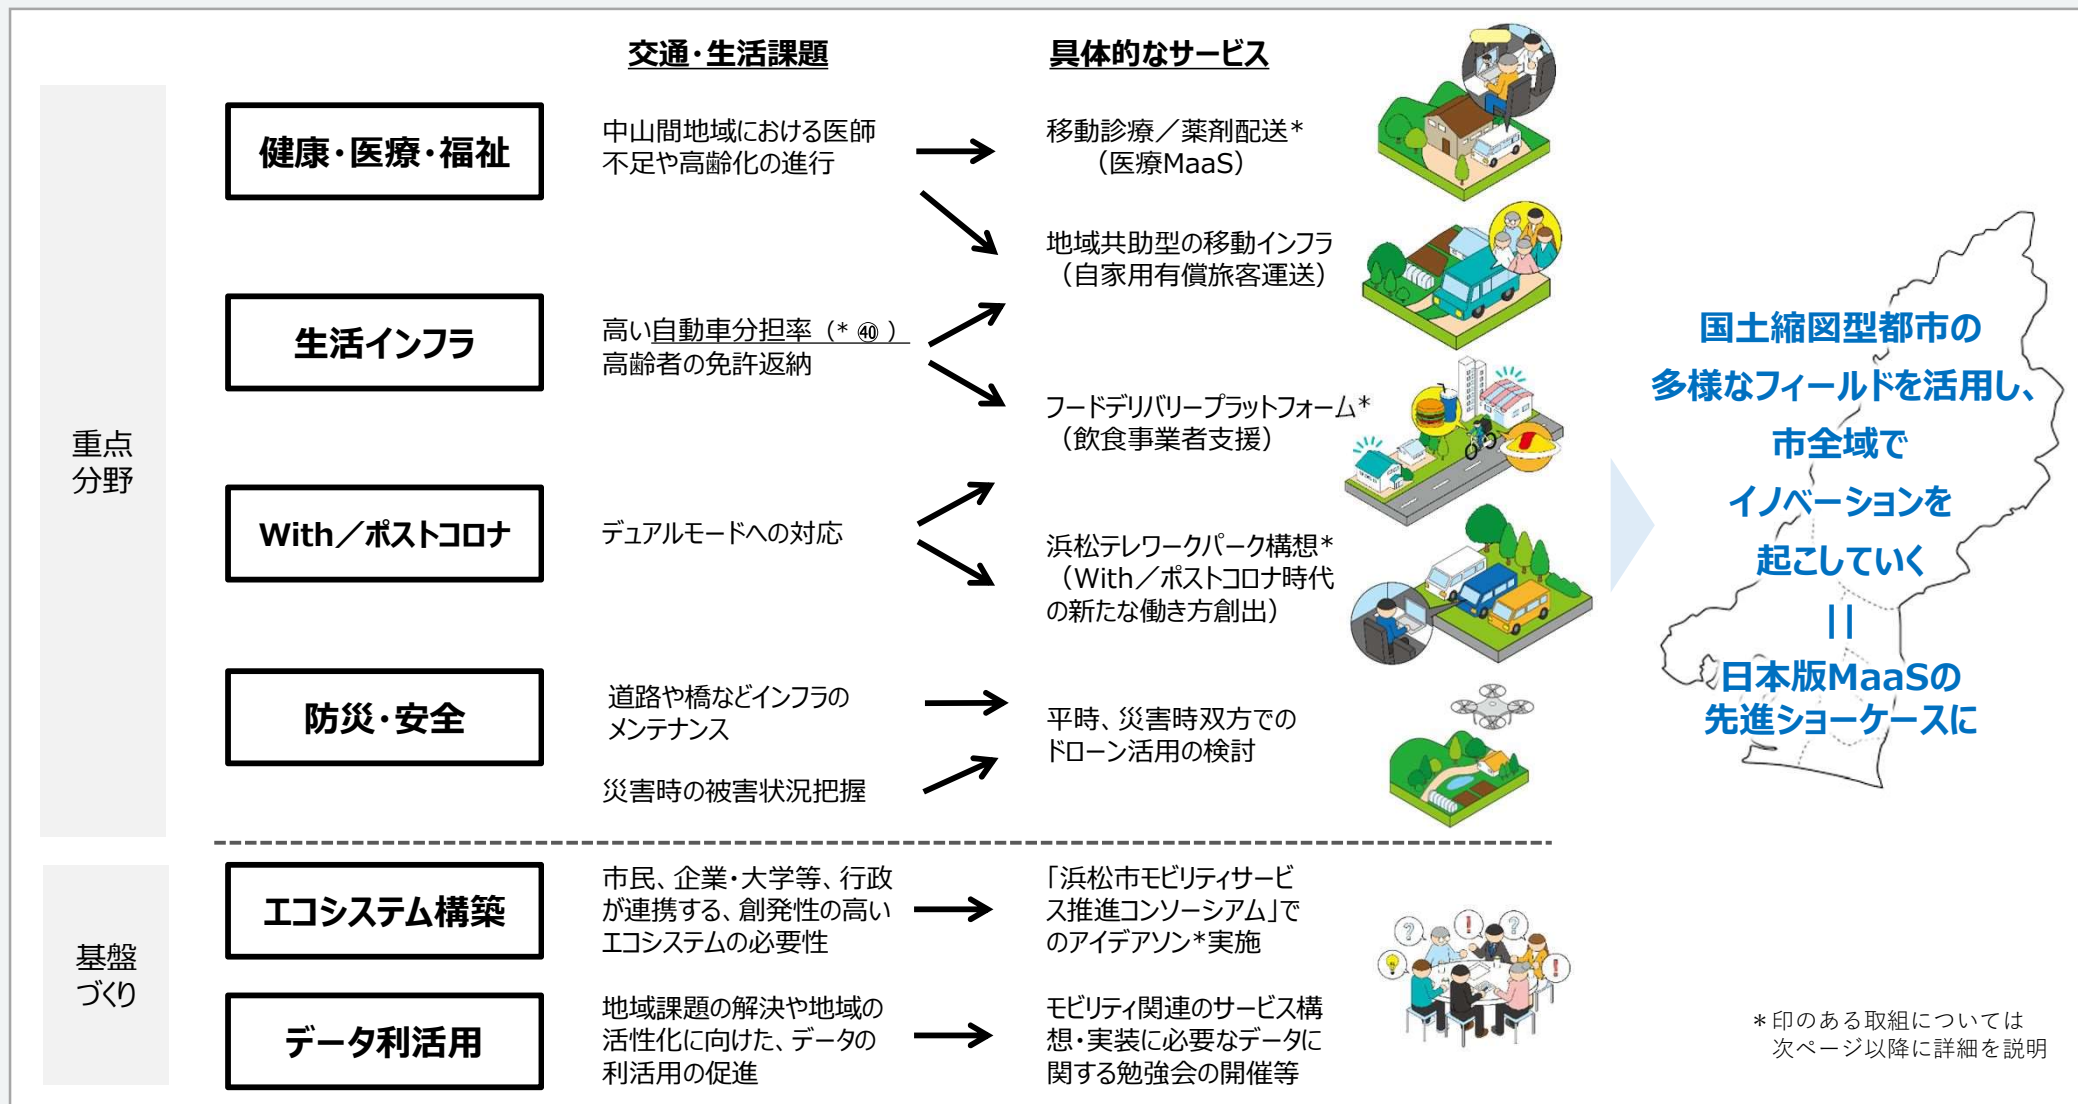 交通・生活課題
具体的なサービス
重点
分野
健康・医療・福祉
中山間地域における医師
不足や高齢化の進行
移動診療／薬剤配送*
（医療MaaS）
地域共助型の移動インフラ
（自家用有償旅客運送）
生活インフラ
高い自動車分担率（* ㊵ ）
高齢者の免許返納
フードデリバリープラットフォーム*
（飲食事業者支援）
With／ポストコロナ
デュアルモードへの対応
浜松テレワークパーク構想*
（With／ポストコロナ時代
の新たな働き方創出）
防災・安全
道路や橋などインフラの
メンテナンス
災害時の被害状況把握
平時、災害時双方での
ドローン活用の検討
基盤
づくり
エコシステム構築
市民、企業・大学等、行政
が連携する、創発性の高い
エコシステムの必要性
「浜松市モビリティサービ
ス推進コンソーシアム」で
のアイデアソン*実施
データ利活用
地域課題の解決や地域の
活性化に向けた、データの
利活用の促進
モビリティ関連のサービス構
想・実装に必要なデータに
関する勉強会の開催等
国土縮図型都市の
多様なフィールドを活用し、
市全域で
イノベーションを
起こしていく
||
日本版MaaSの
先進ショーケースに
? ! ? !
＊印のある取組については
次ページ以降に詳細を説明